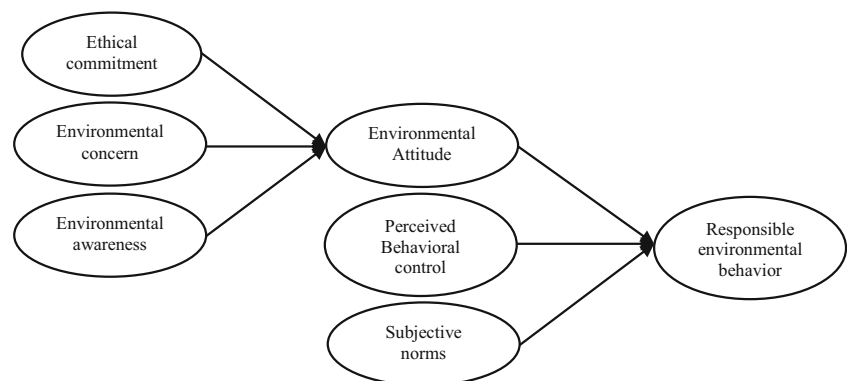 Ethical
commitment
Environmental
concern
Environmental
awareness
Environmental
Attitude
Perceived
Behavioral
control
Subjective
norms
Responsible
environmental
behavior